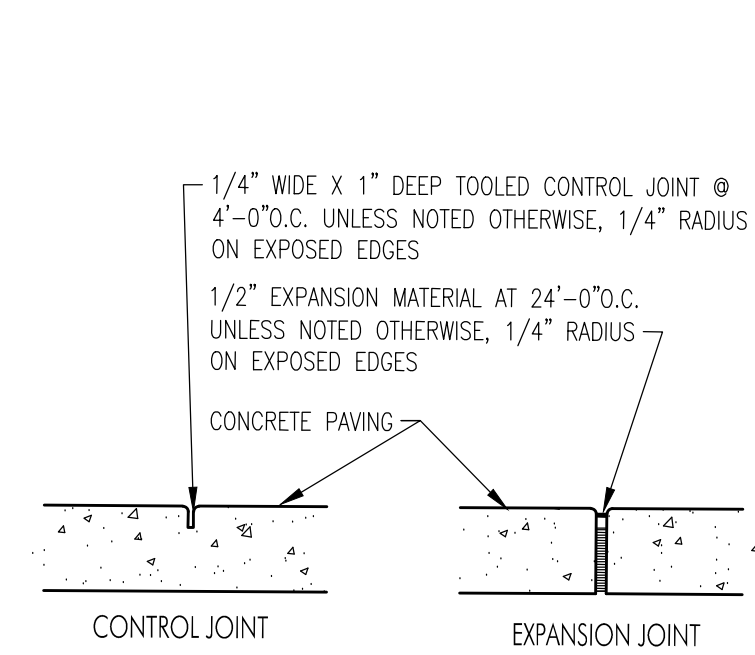 1/4" WIDE X 1" DEEP TOOLED CONTROL JOINT @
4'-0"O.C. UNLESS NOTED OTHERWISE, 1/4" RADIUS
ON EXPOSED EDGES
1/2" EXPANSION MATERIAL AT 24'-0"O.C.
UNLESS NOTED OTHERWISE, 1/4" RADIUS
ON EXPOSED EDGES
CONCRETE PAVING
CONTROL JOINT
EXPANSION JOINT